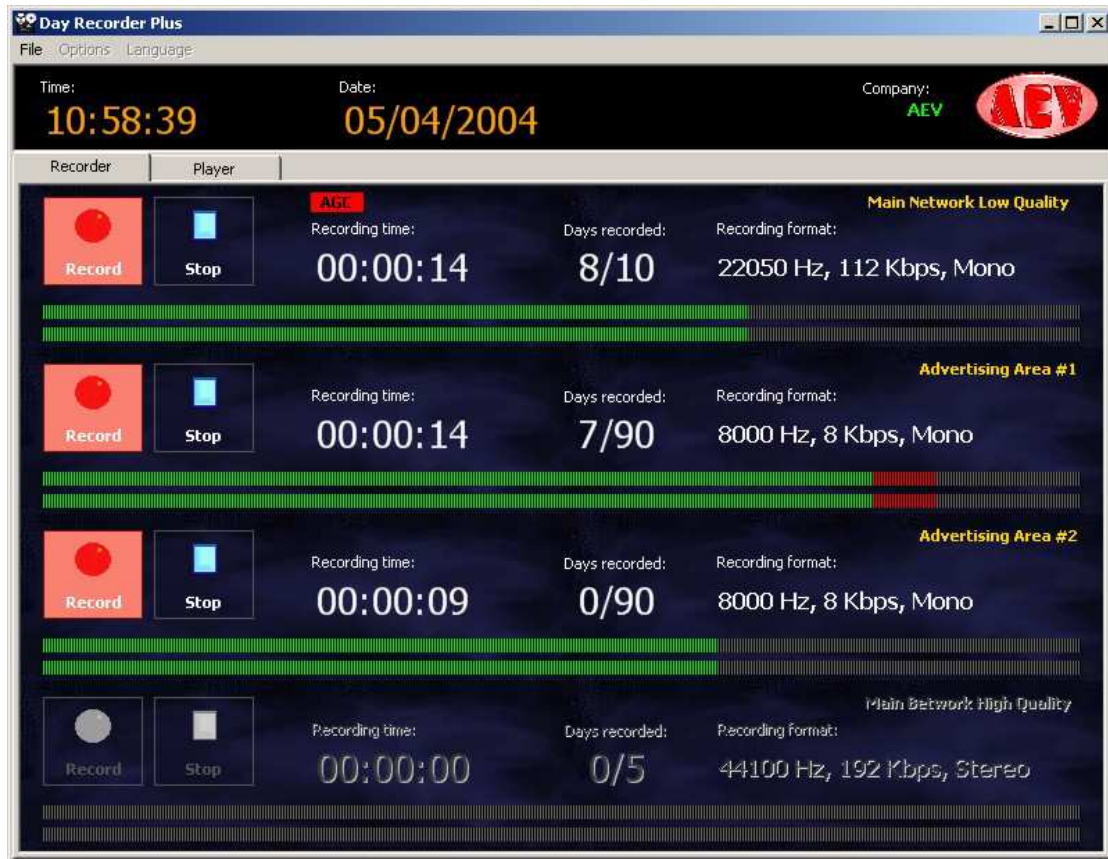 Day Recorder Plus
File Options Language
Time: Date: Company:
10:58:39 05/04/2004 AEV
AEV
Recorder Player
AGC Main Network Low Quality
Recording time: Days recorded: Recording format:
Record Stop 00:00:14 8/10 22050 Hz, 112 Kbps, Mono
Advertising Area #1
Recording time: Days recorded: Recording format:
Record Stop 00:00:14 7/90 8000 Hz, 8 Kbps, Mono
Advertising Area #2
Recording time: Days recorded: Recording format:
Record Stop 00:00:09 0/90 8000 Hz, 8 Kbps, Mono
Main Betwork High Quality
Recording time: Days recorded: Recording format:
Record Stop 00:00:00 0/5 44100 Hz, 192 Kbps, Stereo